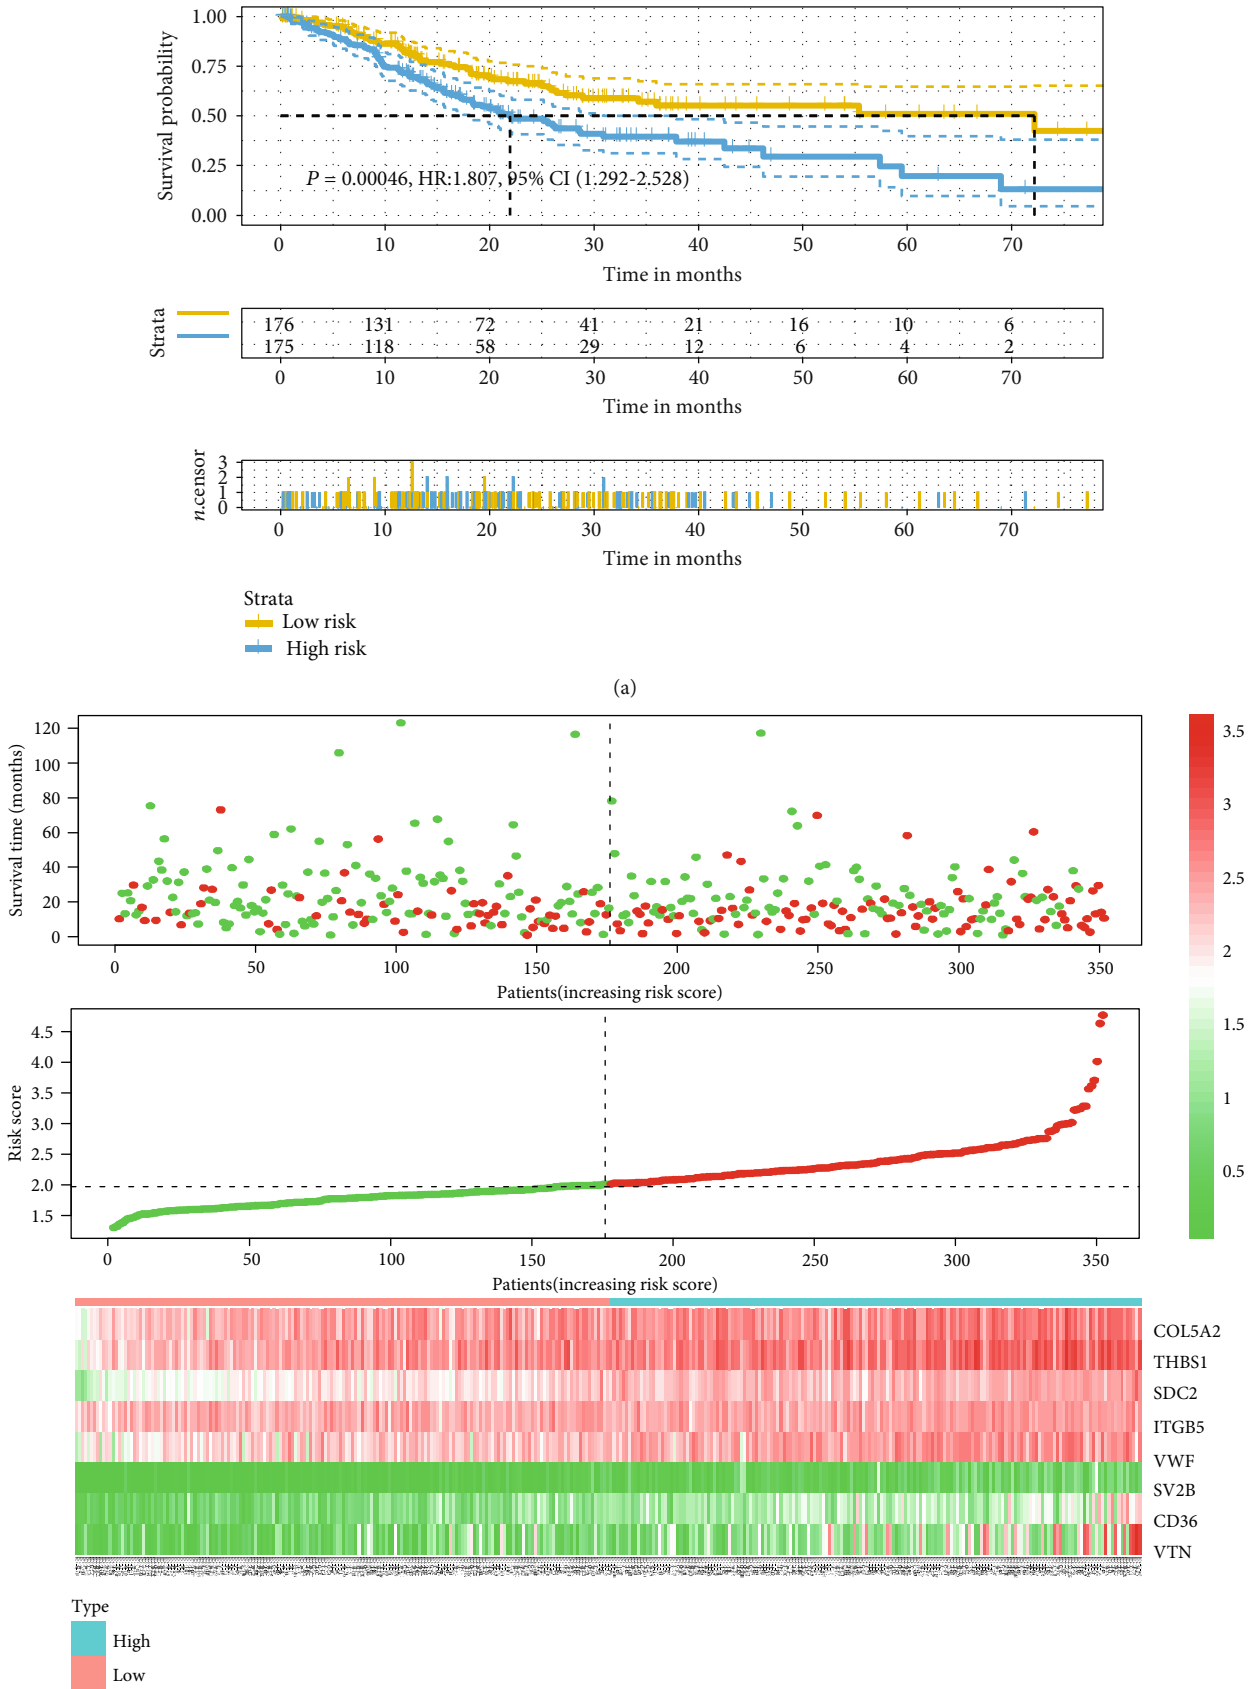 1.00
0.75
0.50
0.25
0.00
Survival probability
P = 0.00046, HR:1.807, 95% CI (1.292-2.528)
0 10 20 30 40 50 60 70
Time in months
Strata
176 131 72 41 21 16 10 6
175 118 58 29 12 6 4 2
0 10 20 30 40 50 60 70
Time in months
n.censor
3
2
1
0
0 10 20 30 40 50 60 70
Time in months
Strata
Low risk
High risk
(a)
Survival time (months)
120
100
80
60
40
20
0
0 50 100 150 200 250 300 350
Patients(increasing risk score)
3.5
3
2.5
2
1.5
1
0.5
Risk score
4.5
4.0
3.5
3.0
2.5
2.0
1.5
0 50 100 150 200 250 300 350
Patients(increasing risk score)
COL5A2
THBS1
SDC2
ITGB5
VWF
SV2B
CD36
VTN
Type
High
Low